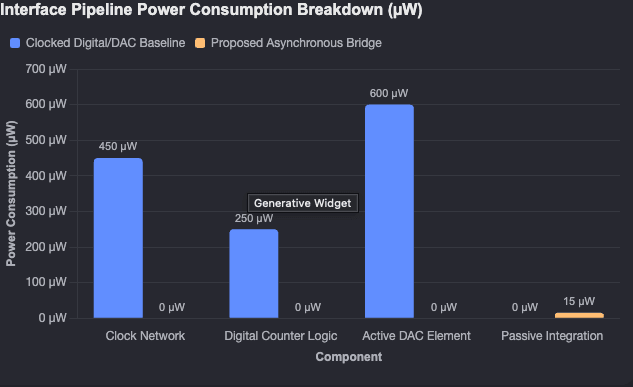 Interface Pipeline Power Consumption Breakdown (µW)
Clocked Digital/DAC Baseline Proposed Asynchronous Bridge
Power Consumption (µW)
700 µW
600 µW
500 µW
400 µW
300 µW
200 µW
100 µW
0 µW
450 µW
0 µW
Generative Widget
250 µW
0 µW
600 µW
0 µW
0 µW
15 µW
Clock Network
Digital Counter Logic
Active DAC Element
Passive Integration
Component